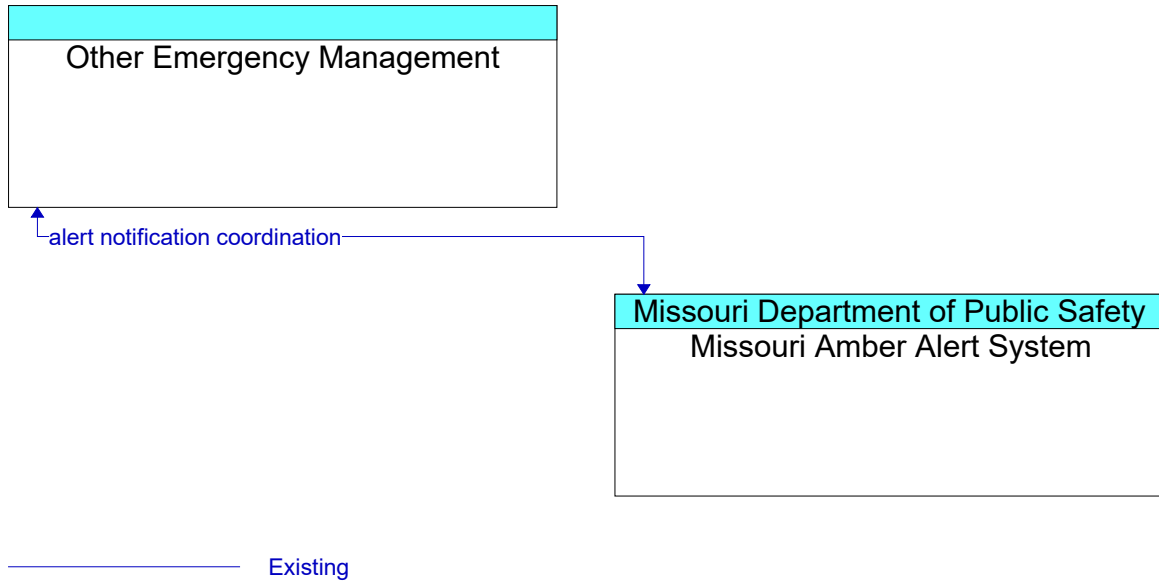 Other Emergency Management
alert notification coordination
Missouri Department of Public Safety
Missouri Amber Alert System
Existing